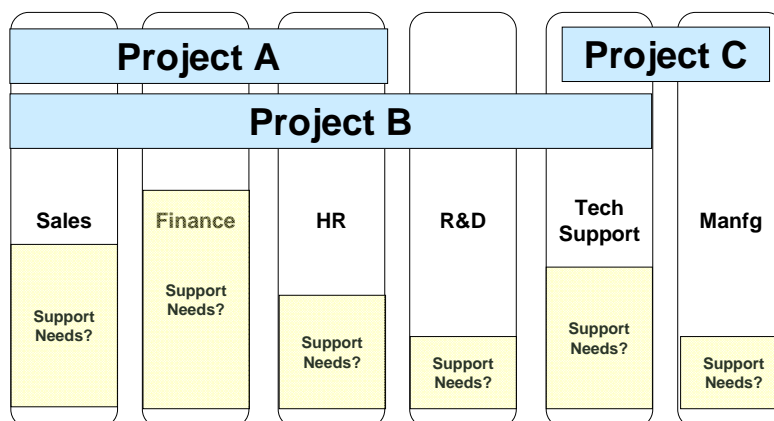 Project A
Project C
Project B
Sales
Finance
HR
R&D
Tech
Support
Manfg
Support
Needs?
Support
Needs?
Support
Needs?
Support
Needs?
Support
Needs?
Support
Needs?